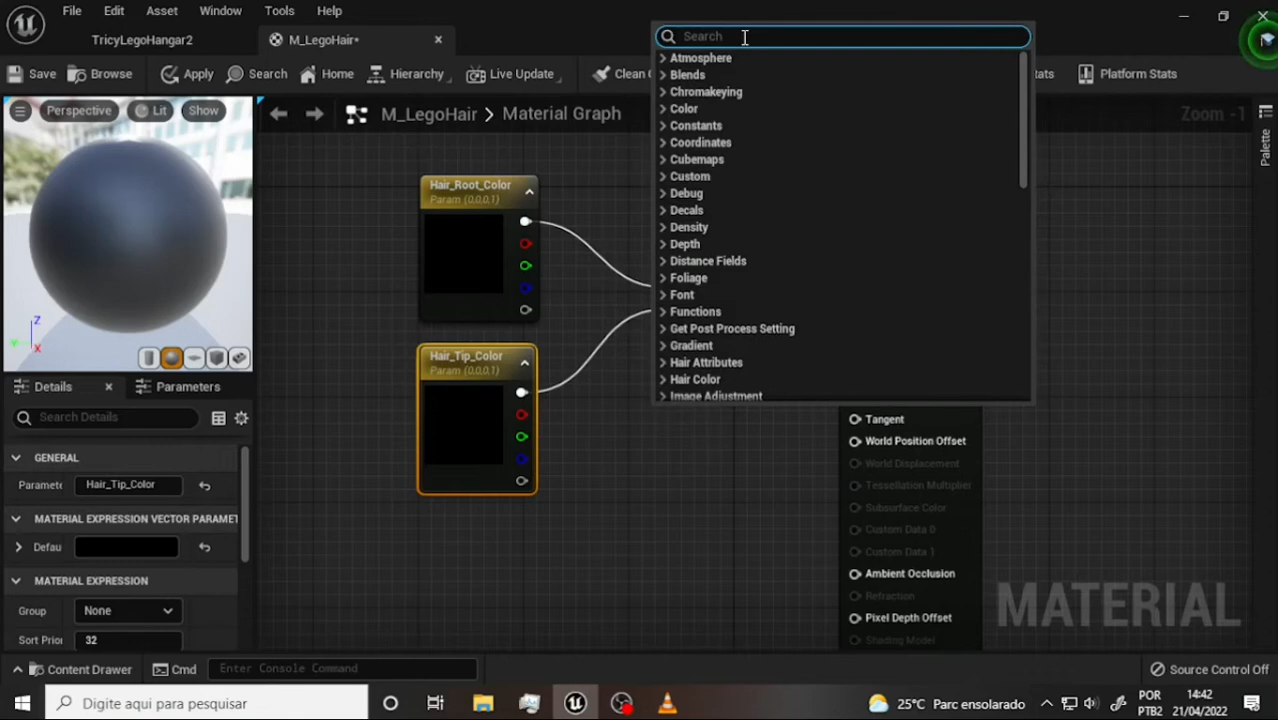 File Edit Asset Window Tools Help
TricyLegoHangar2
M_LegoHair*
Save Browse Apply Search Home Hierarchy Live Update Clean
Stats Platform Stats
Perspective Lit Show
M_LegoHair > Material Graph
Zoom -1
Palette
Search
Atmosphere
Blends
Chromakeying
Color
Constants
Coordinates
Cubemaps
Custom
Debug
Decals
Density
Depth
Distance Fields
Foliage
Font
Functions
Get Post Process Setting
Gradient
Hair Attributes
Hair Color
Image Adjustment
Hair_Root_Color
Param (0,0,0,1)
Hair_Tip_Color
Param (0,0,0,1)
Z
Y
X
Details
Parameters
Search Details
GENERAL
Paramete Hair_Tip_Color
MATERIAL EXPRESSION VECTOR PARAMET
Defau
MATERIAL EXPRESSION
Group None
Sort Prior 32
Tangent
World Position Offset
World Displacement
Tessellation Multiplier
Subsurface Color
Custom Data 0
Custom Data 1
Ambient Occlusion
Refraction
Pixel Depth Offset
Shading Model
MATERIAL
Content Drawer Cmd Enter Console Command
Source Control Off
Digite aqui para pesquisar
25°C Parc ensolarado
POR
PTB2
14:42
21/04/2022